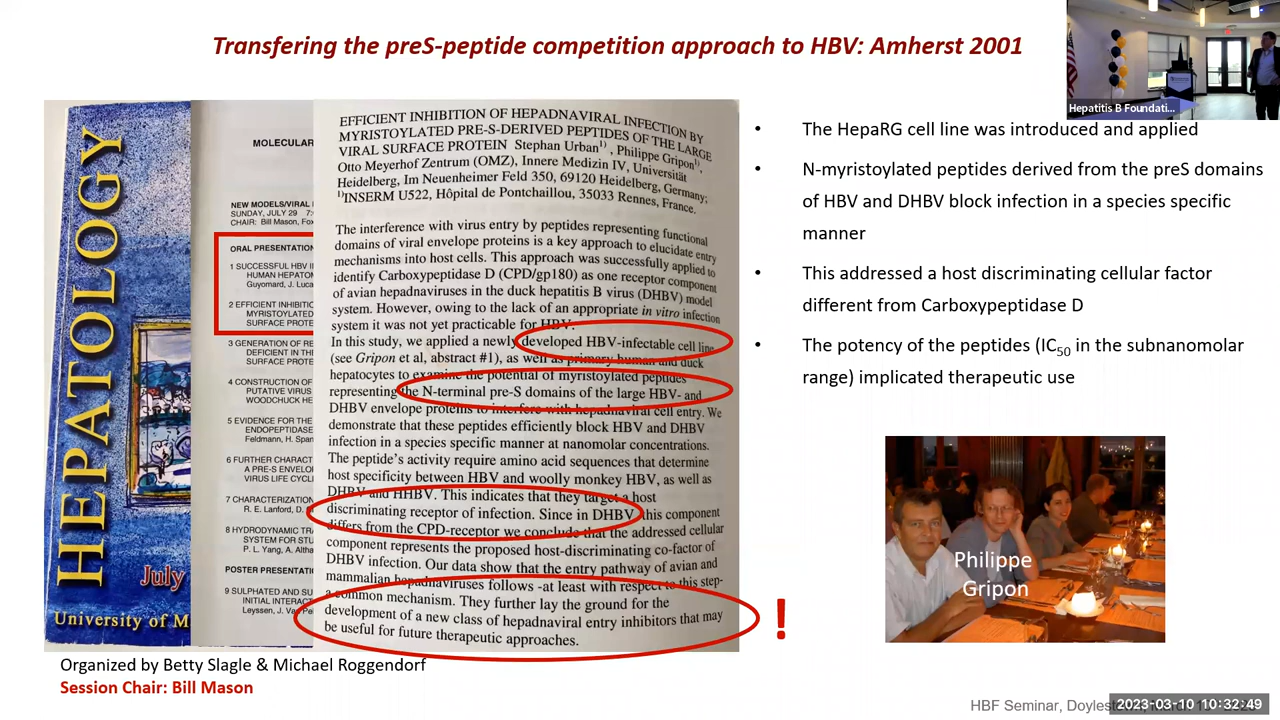 Transfering the preS-peptide competition approach to HBV: Amherst 2001
Hepatitis B Foundati...
HEPATOLOGY
July
University of M
MOLECULAR
NEW MODELS/VIRAL
SUNDAY, JULY 29 7:
CHAIR: Bill Mason, Fox
ORAL PRESENTATION
1 SUCCESSFUL HBV I
HUMAN HEPATOM
Guyomard, J. Luca
2 EFFICIENT INHIBITIO
MYRISTOYLATED
SURFACE PROTE
3 GENERATION OF RE
DEFICIENT IN THE
SURFACE PROTE
4 CONSTRUCTION OF
PUTATIVE VIRUS
WOODCHUCK HE
5 EVIDENCE FOR THE
ENDOPEPTIDASE
Feldmann, H. Span
6 FURTHER CHARACT
A PRE-S ENVELO
VIRUS LIFE CYCL
7 CHARACTERIZATION
R. E. Lanford, D.
8 HYDRODYNAMIC TRA
SYSTEM FOR STU
P. L. Yang, A. Altha
POSTER PRESENTATI
9 SULPHATED AND SU
INITIAL INTERACT
Leyssen, J. Van Pe
EFFICIENT INHIBITION OF HEPADNAVIRAL INFECTION BY
MYRISTOYLATED PRE-S-DERIVED PEPTIDES OF THE LARGE
VIRAL SURFACE PROTEIN Stephan Urban1), Philippe Gripon1),
Otto Meyerhof Zentrum (OMZ), Innere Medizin IV, Universität
Heidelberg, Im Neuenheimer Feld 350, 69120 Heidelberg, Germany;
1)INSERM U522, Hôpital de Pontchaillou, 35033 Rennes, France.
The interference with virus entry by peptides representing functional
domains of viral envelope proteins is a key approach to elucidate entry
mechanisms into host cells. This approach was successfully applied to
identify Carboxypeptidase D (CPD/gp180) as one receptor component
of avian hepadnaviruses in the duck hepatitis B virus (DHBV) model
system. However, owing to the lack of an appropriate in vitro infection
system it was not yet practicable for HBV.
In this study, we applied a newly developed HBV-infectable cell line
(see Gripon et al, abstract #1), as well as primary human and duck
hepatocytes to examine the potential of myristoylated peptides
representing the N-terminal pre-S domains of the large HBV- and
DHBV envelope proteins to interfere with hepadnaviral cell entry. We
demonstrate that these peptides efficiently block HBV and DHBV
infection in a species specific manner at nanomolar concentrations.
The peptide's activity require amino acid sequences that determine
host specificity between HBV and woolly monkey HBV, as well as
DHBV and HHBV. This indicates that they target a host
discriminating receptor of infection. Since in DHBV this component
differs from the CPD-receptor we conclude that the addressed cellular
component represents the proposed host-discriminating co-factor of
DHBV infection. Our data show that the entry pathway of avian and
mammalian hepadnaviruses follows -at least with respect to this step-
a common mechanism. They further lay the ground for the
development of a new class of hepadnaviral entry inhibitors that may
be useful for future therapeutic approaches.
!
Organized by Betty Slagle & Michael Roggendorf
Session Chair: Bill Mason
• The HepaRG cell line was introduced and applied
• N-myristoylated peptides derived from the preS domains
of HBV and DHBV block infection in a species specific
manner
• This addressed a host discriminating cellular factor
different from Carboxypeptidase D
• The potency of the peptides (IC50 in the subnanomolar
range) implicated therapeutic use
Philippe
Gripon
HBF Seminar,
2023-03-10 10:32:49